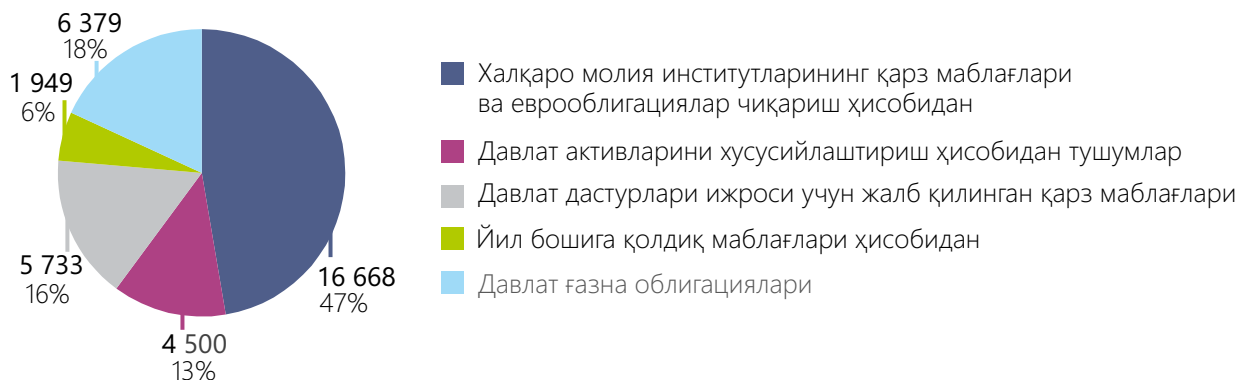 6 379
18%
1 949
6%
5 733
16%
4 500
13%
16 668
47%
Халқаро молия институтларининг қарз маблағлари
ва еврооблигациялар чиқариш ҳисобидан
Давлат активларини хусусийлаштириш ҳисобидан тушумлар
Давлат дастурлари ижроси учун жалб қилинган қарз маблағлари
Йил бошига қолдиқ маблағлари ҳисобидан
Давлат ғазна облигациялари